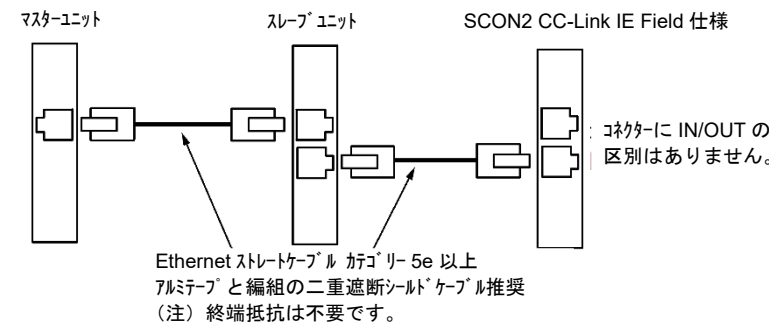 ﾏｽﾀｰﾕﾆｯﾄ
ｽﾚｰﾌﾞﾕﾆｯﾄ
SCON2 CC-Link IE Field 仕様
ｺﾈｸﾀｰに IN/OUT の
区別はありません。
Ethernet ｽﾄﾚｰﾄｹｰﾌﾞﾙ ｶﾃｺﾞﾘｰ 5e 以上
ｱﾙﾐﾃｰﾌﾟと編組の二重遮断ｼｰﾙﾄﾞｹｰﾌﾞﾙ推奨
（注）終端抵抗は不要です。